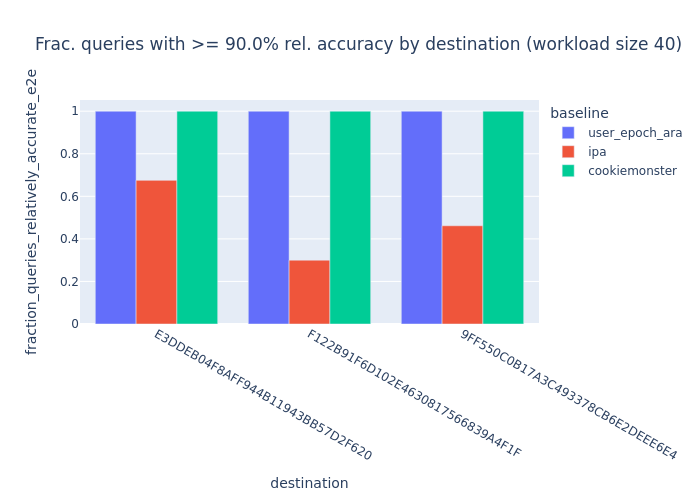 Frac. queries with >= 90.0% rel. accuracy by destination (workload size 40)
fraction_queries_relatively_accurate_e2e
1
0.8
0.6
0.4
0.2
0
baseline
user_epoch_ara
ipa
cookiemonster
E3DDEB04F8AFF944B11943BB57D2F620
F122B91F6D102E4630817566839A4F1F
9FF550C0B17A3C493378CB6E2DEEE6E4
destination